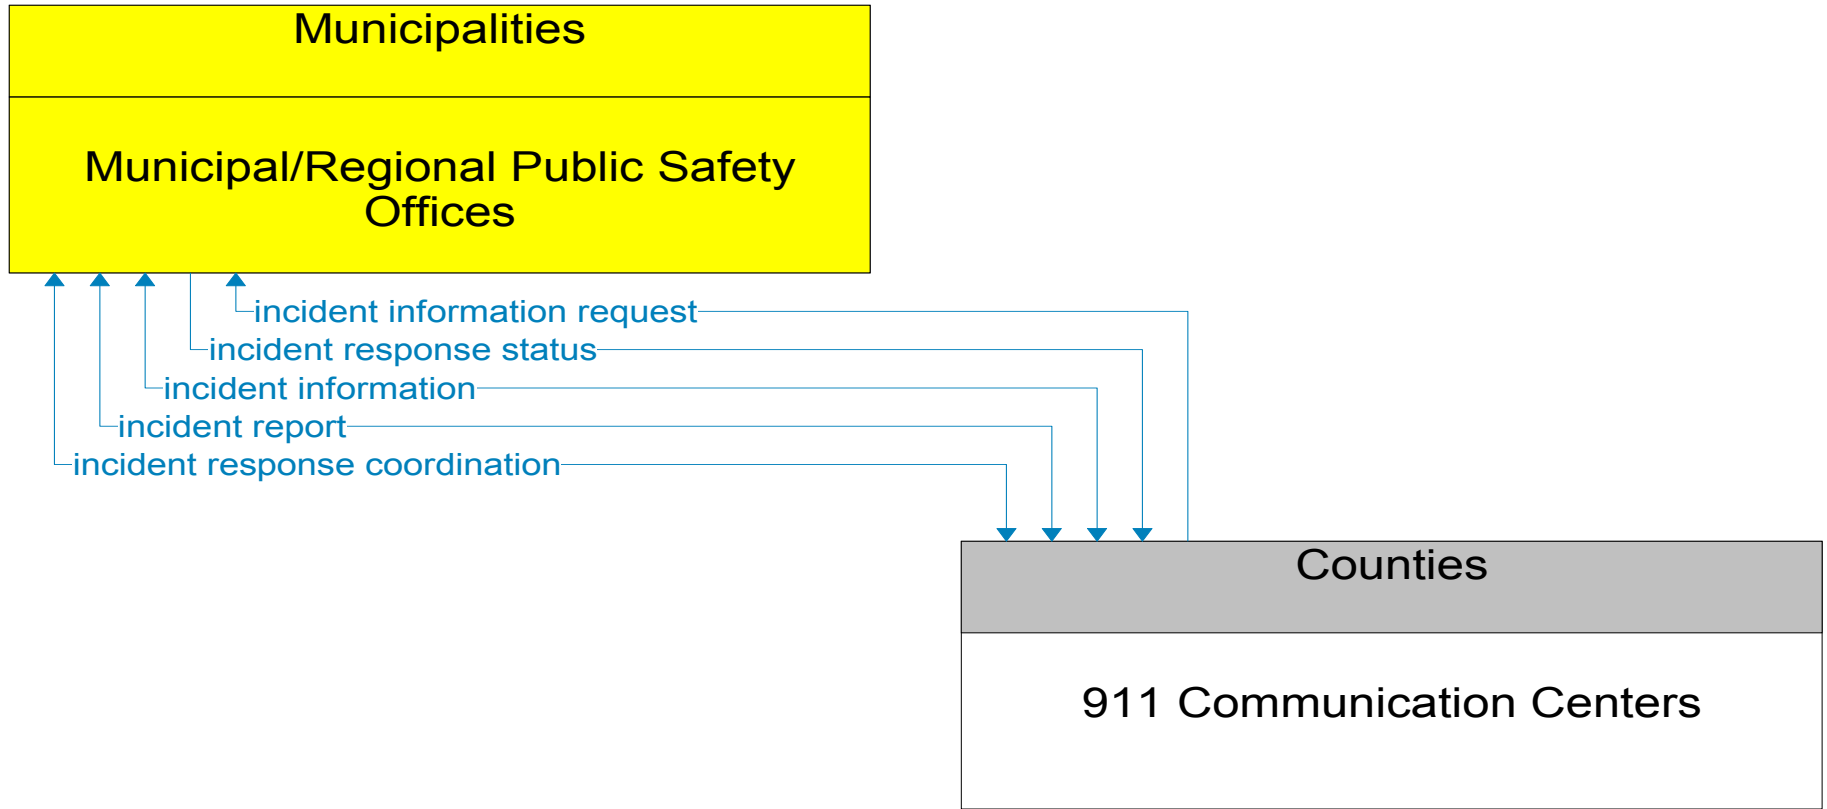 Municipalities
Municipal/Regional Public Safety
Offices
incident information request
incident response status
incident information
incident report
incident response coordination
Counties
911 Communication Centers